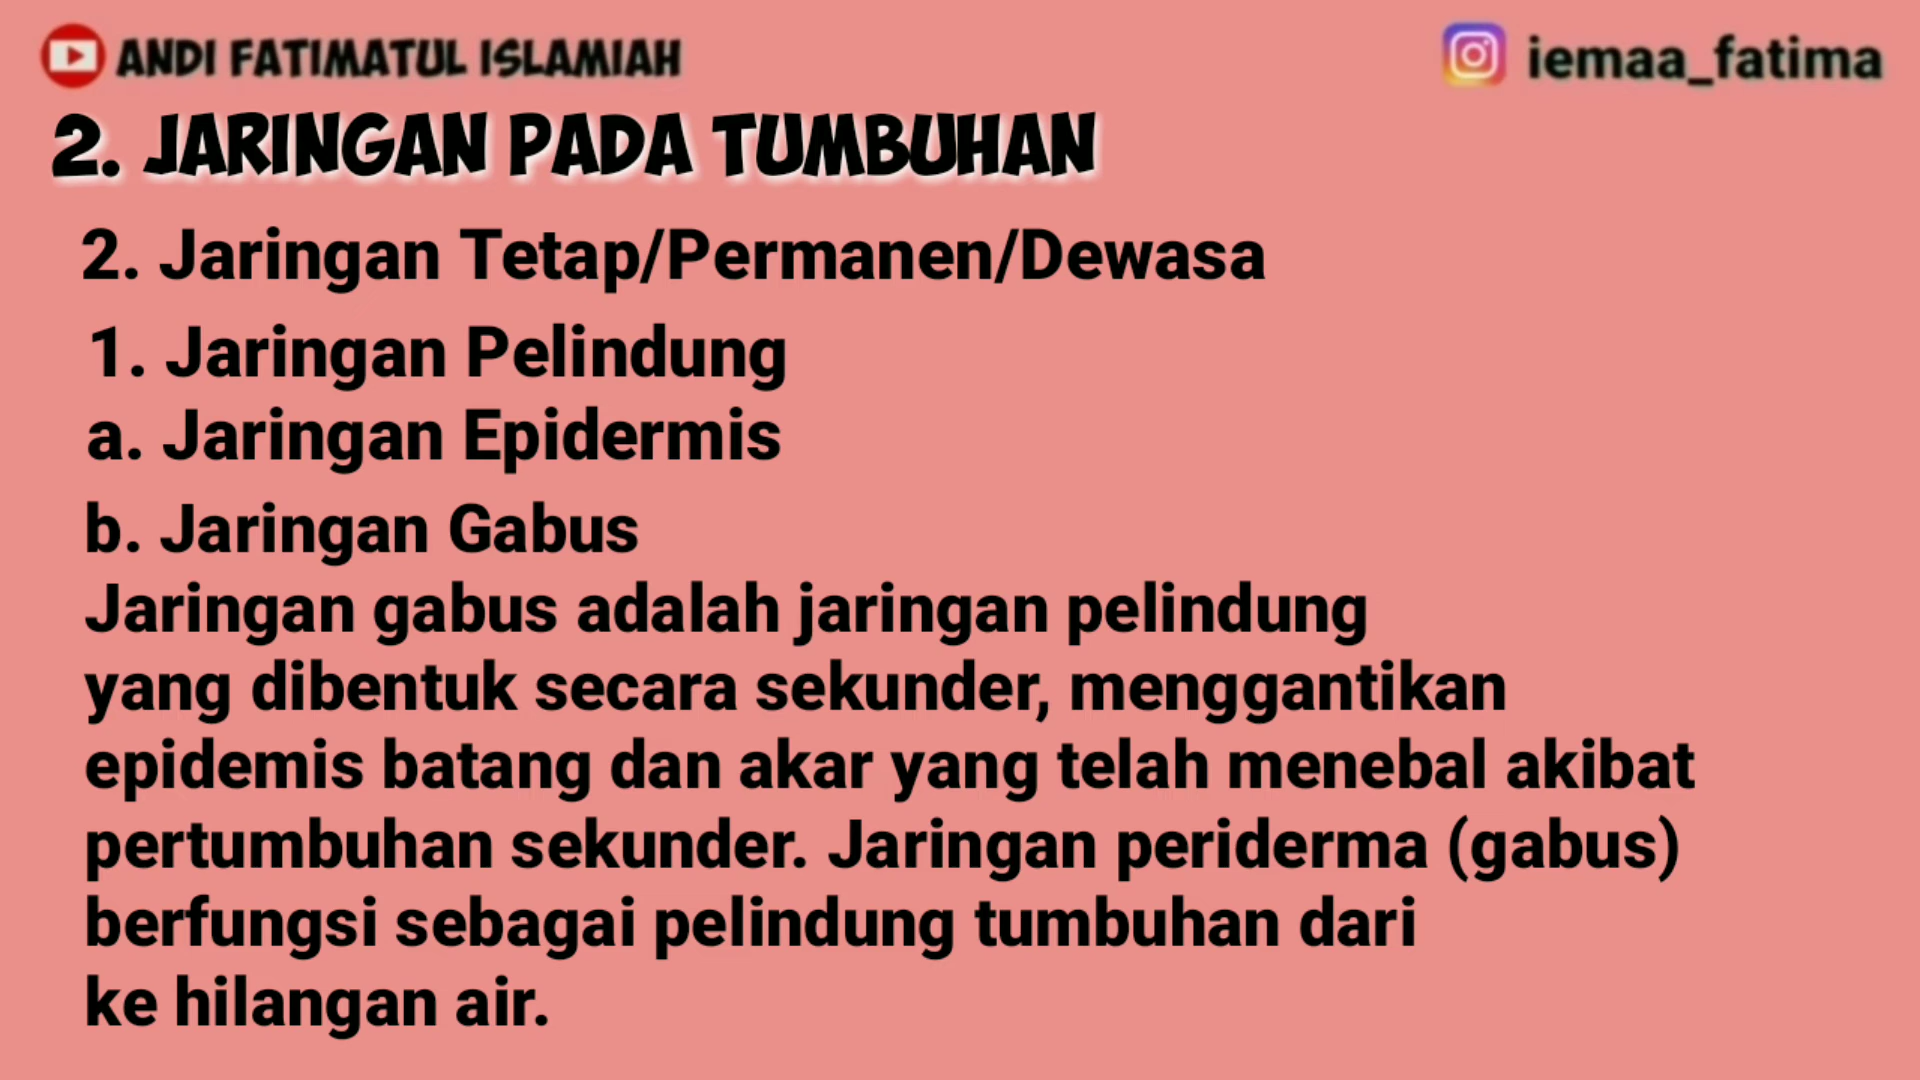 ANDI FATIMATUL ISLAMIAH
iemaa_fatima
2. JARINGAN PADA TUMBUHAN
2. Jaringan Tetap/Permanen/Dewasa
1. Jaringan Pelindung
a. Jaringan Epidermis
b. Jaringan Gabus
Jaringan gabus adalah jaringan pelindung
yang dibentuk secara sekunder, menggantikan
epidemis batang dan akar yang telah menebal akibat
pertumbuhan sekunder. Jaringan periderma (gabus)
berfungsi sebagai pelindung tumbuhan dari
ke hilangan air.